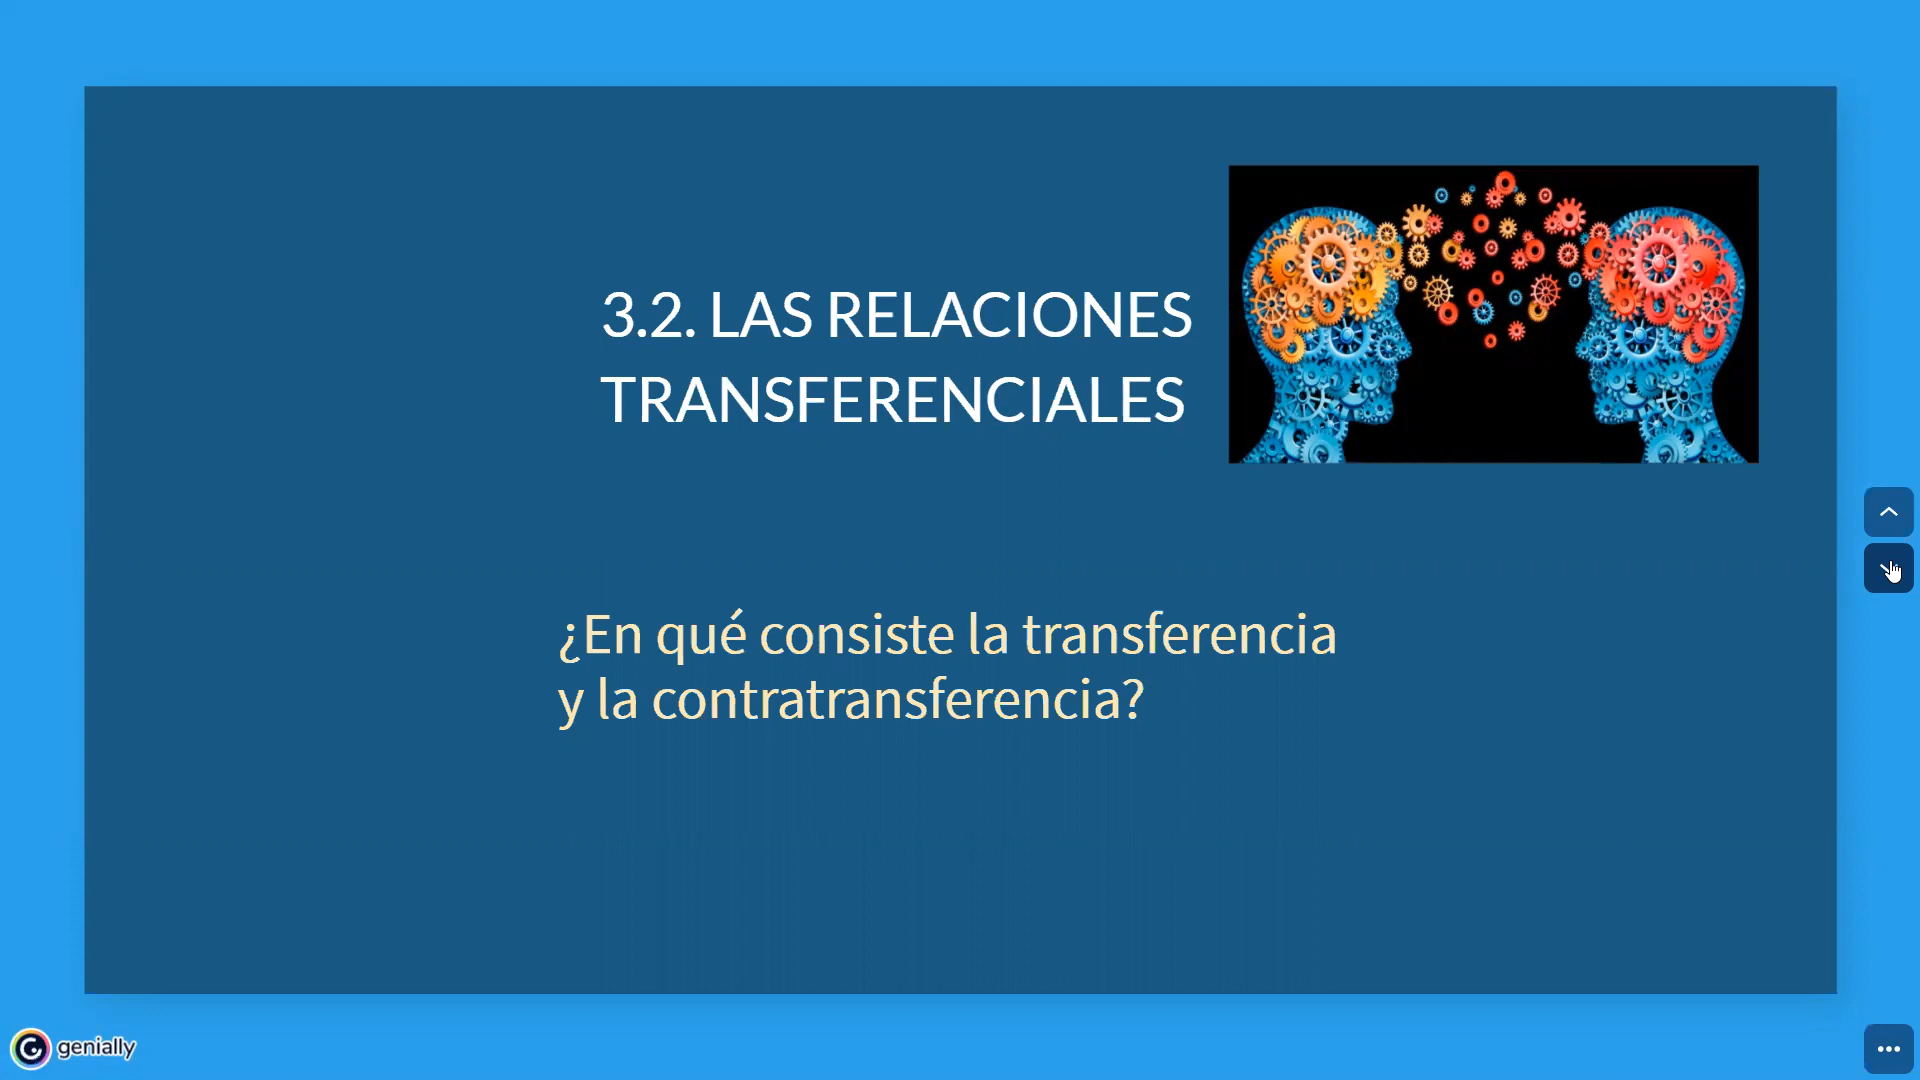 3.2. LAS RELACIONES
TRANSFERENCIALES
¿En qué consiste la transferencia
y la contratransferencia?
genially